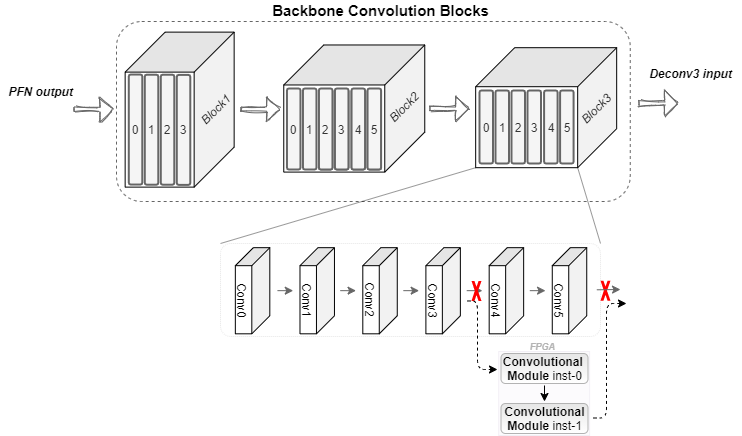 Backbone Convolution Blocks
PFN output
Deconv3 input
0 1 2 3
Block1
0 1 2 3 4 5
Block2
0 1 2 3 4 5
Block3
Conv0
Conv1
Conv2
Conv3
Conv4
Conv5
FPGA
Convolutional
Module inst-0
Convolutional
Module inst-1